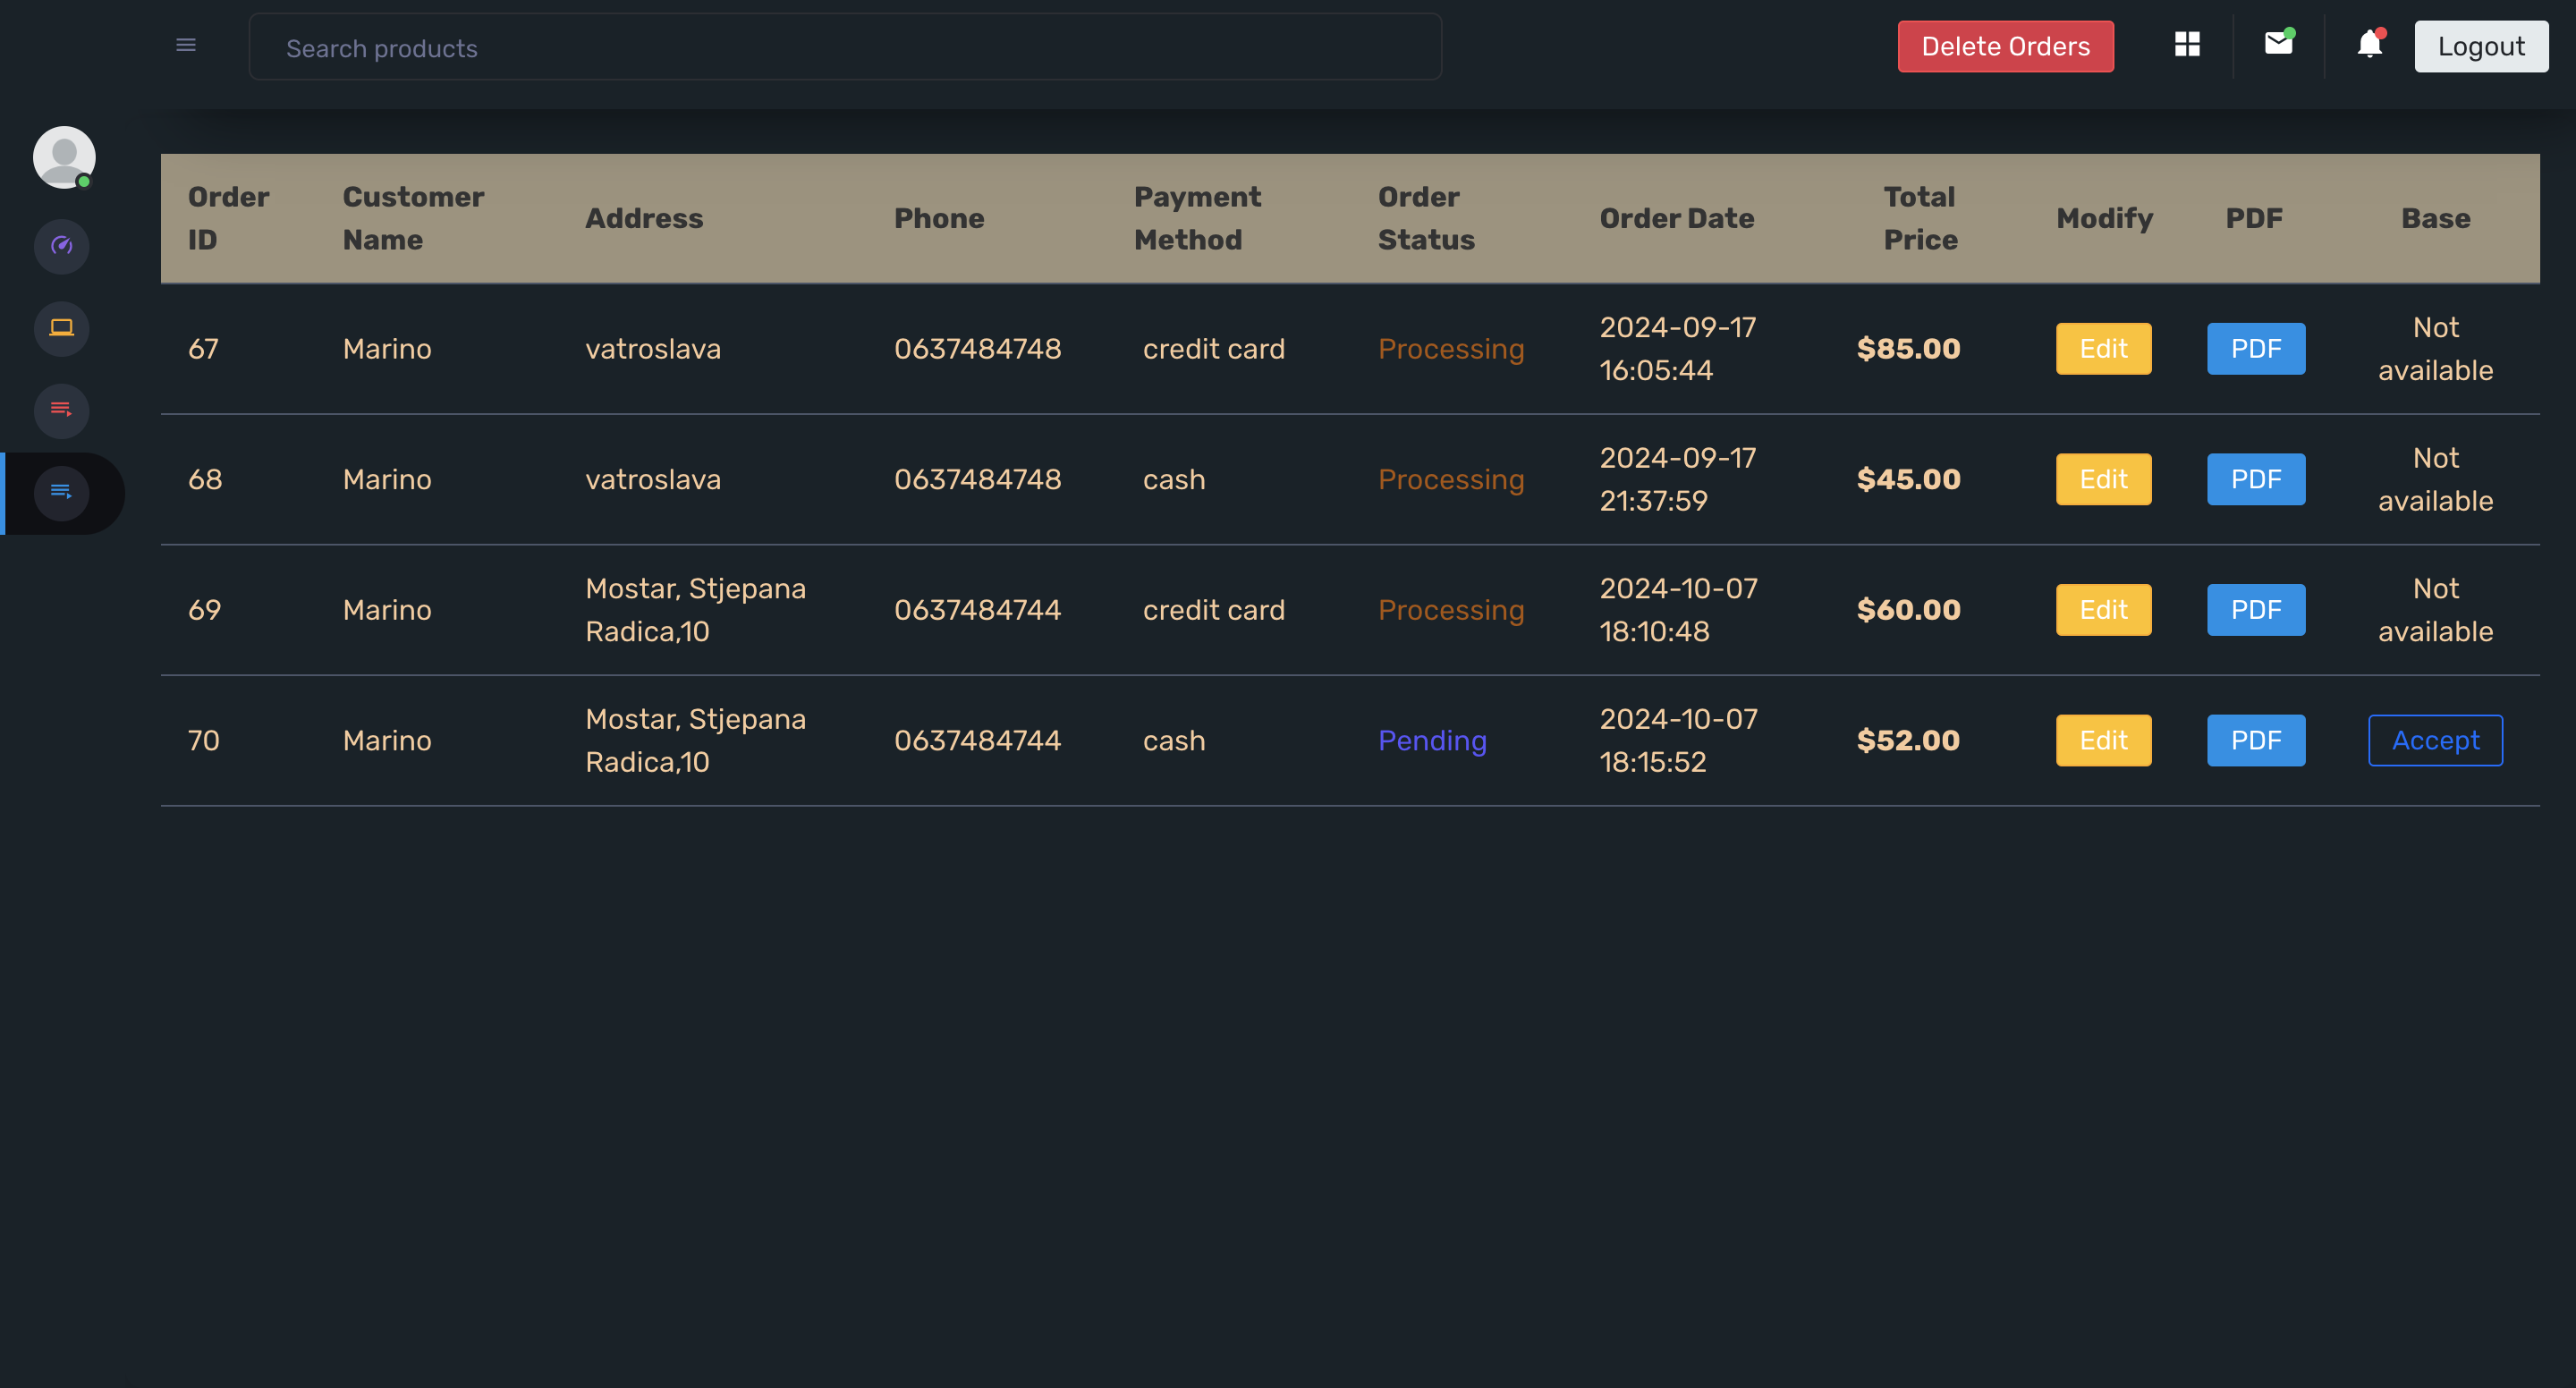 Search products
Delete Orders
Logout
Order ID Customer Name Address Phone Payment Method Order Status Order Date Total Price Modify PDF Base
67 Marino vatroslava 0637484748 credit card Processing 2024-09-17 16:05:44 $85.00 Edit PDF Not available
68 Marino vatroslava 0637484748 cash Processing 2024-09-17 21:37:59 $45.00 Edit PDF Not available
69 Marino Mostar, Stjepana Radica,10 0637484744 credit card Processing 2024-10-07 18:10:48 $60.00 Edit PDF Not available
70 Marino Mostar, Stjepana Radica,10 0637484744 cash Pending 2024-10-07 18:15:52 $52.00 Edit PDF Accept